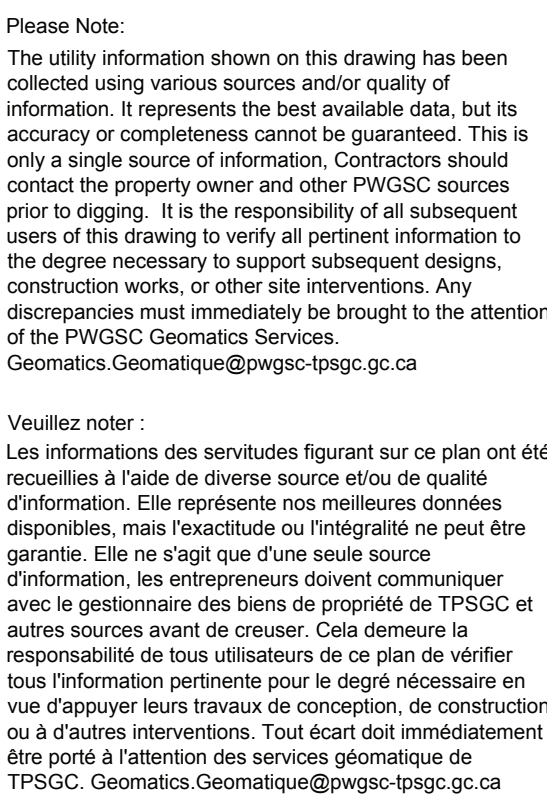 Please Note:
The utility information shown on this drawing has been
collected using various sources and/or quality of
information. It represents the best available data, but its
accuracy or completeness cannot be guaranteed. This is
only a single source of information, Contractors should
contact the property owner and other PWGSC sources
prior to digging.  It is the responsibility of all subsequent
users of this drawing to verify all pertinent information to
the degree necessary to support subsequent designs,
construction works, or other site interventions. Any
discrepancies must immediately be brought to the attention
of the PWGSC Geomatics Services.
Geomatics.Geomatique@pwgsc-tpsgc.gc.ca
Veuillez noter :
Les informations des servitudes figurant sur ce plan ont été
recueillies à l'aide de diverse source et/ou de qualité
d'information. Elle représente nos meilleures données
disponibles, mais l'exactitude ou l'intégralité ne peut être
garantie. Elle ne s'agit que d'une seule source
d'information, les entrepreneurs doivent communiquer
avec le gestionnaire des biens de propriété de TPSGC et
autres sources avant de creuser. Cela demeure la
responsabilité de tous utilisateurs de ce plan de vérifier
tous l'information pertinente pour le degré nécessaire en
vue d'appuyer leurs travaux de conception, de construction
ou à d'autres interventions. Tout écart doit immédiatement
être porté à l'attention des services géomatique de
TPSGC. Geomatics.Geomatique@pwgsc-tpsgc.gc.ca